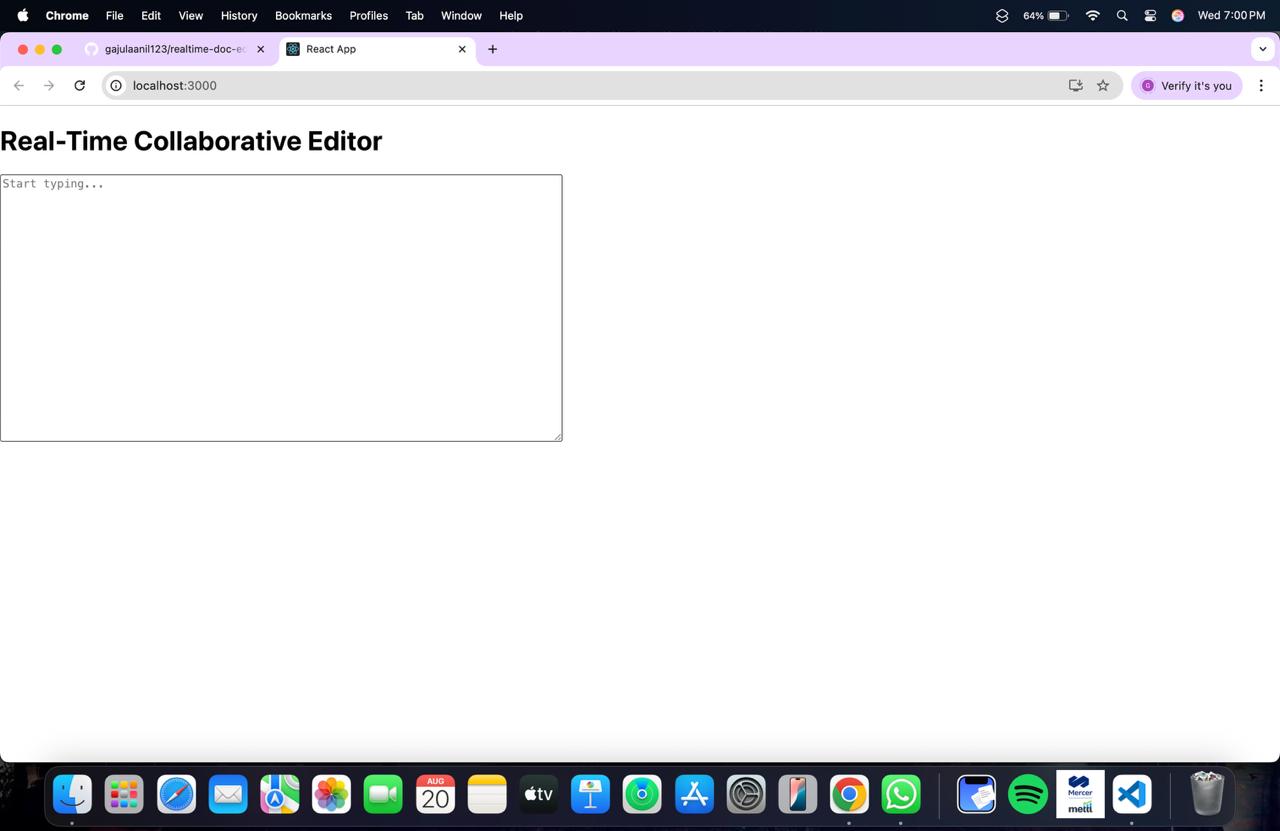 Chrome File Edit View History Bookmarks Profiles Tab Window Help 64% Wed 7:00 PM
gajulaanil123/realtime-doc-ed React App
localhost:3000 Verify it's you
Real-Time Collaborative Editor
Start typing...
AUG
20
tv
Mercer
mettl